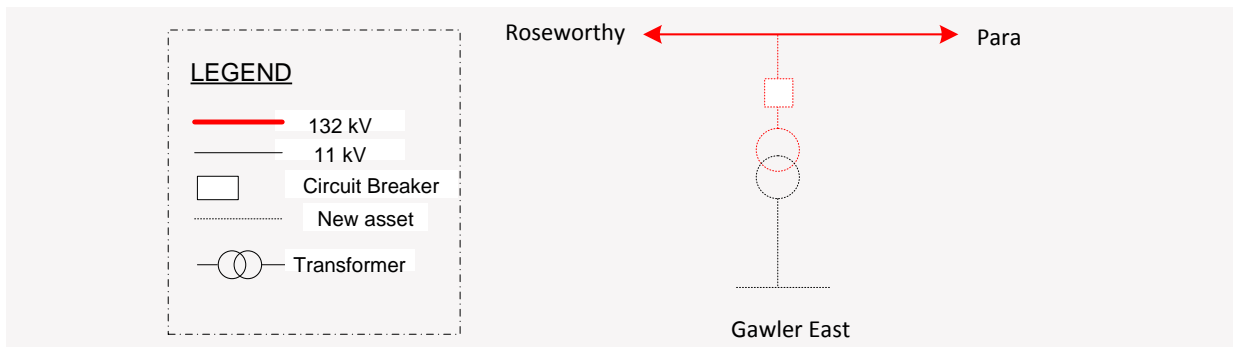 Roseworthy
Para
LEGEND
132 kV
11 kV
Circuit Breaker
New asset
Transformer
Gawler East